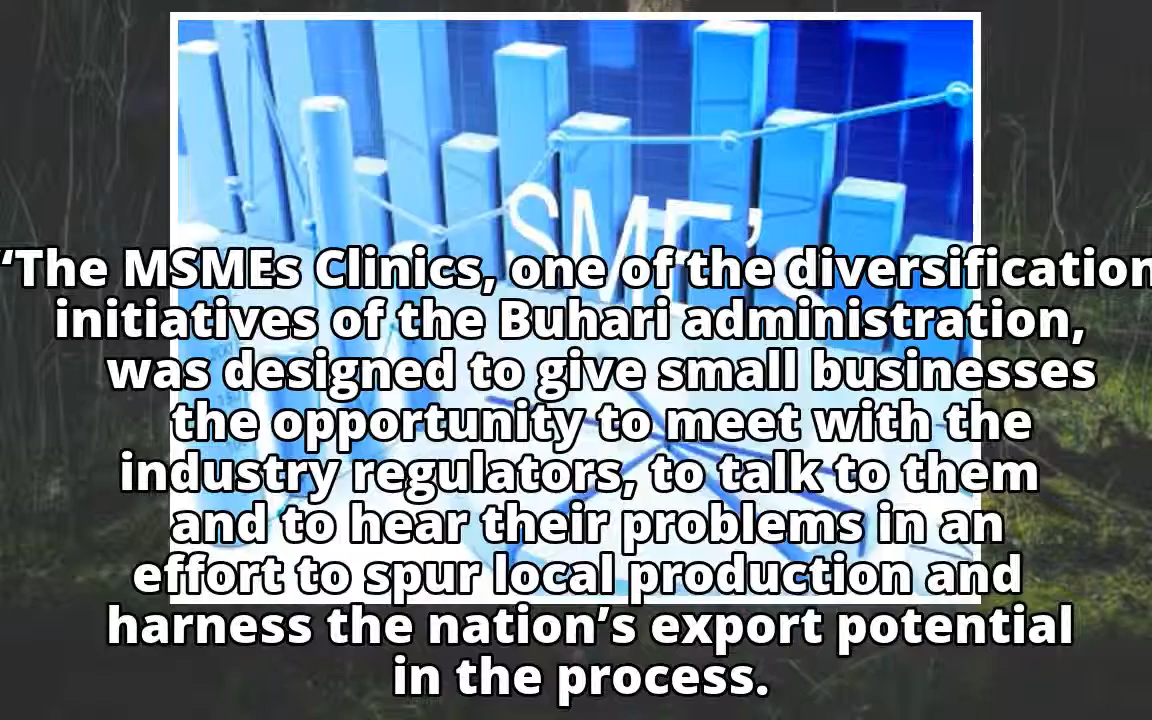 SME's
‘The MSMEs Clinics, one of the diversification
initiatives of the Buhari administration,
was designed to give small businesses
the opportunity to meet with the
industry regulators, to talk to them
and to hear their problems in an
effort to spur local production and
harness the nation’s export potential
in the process.